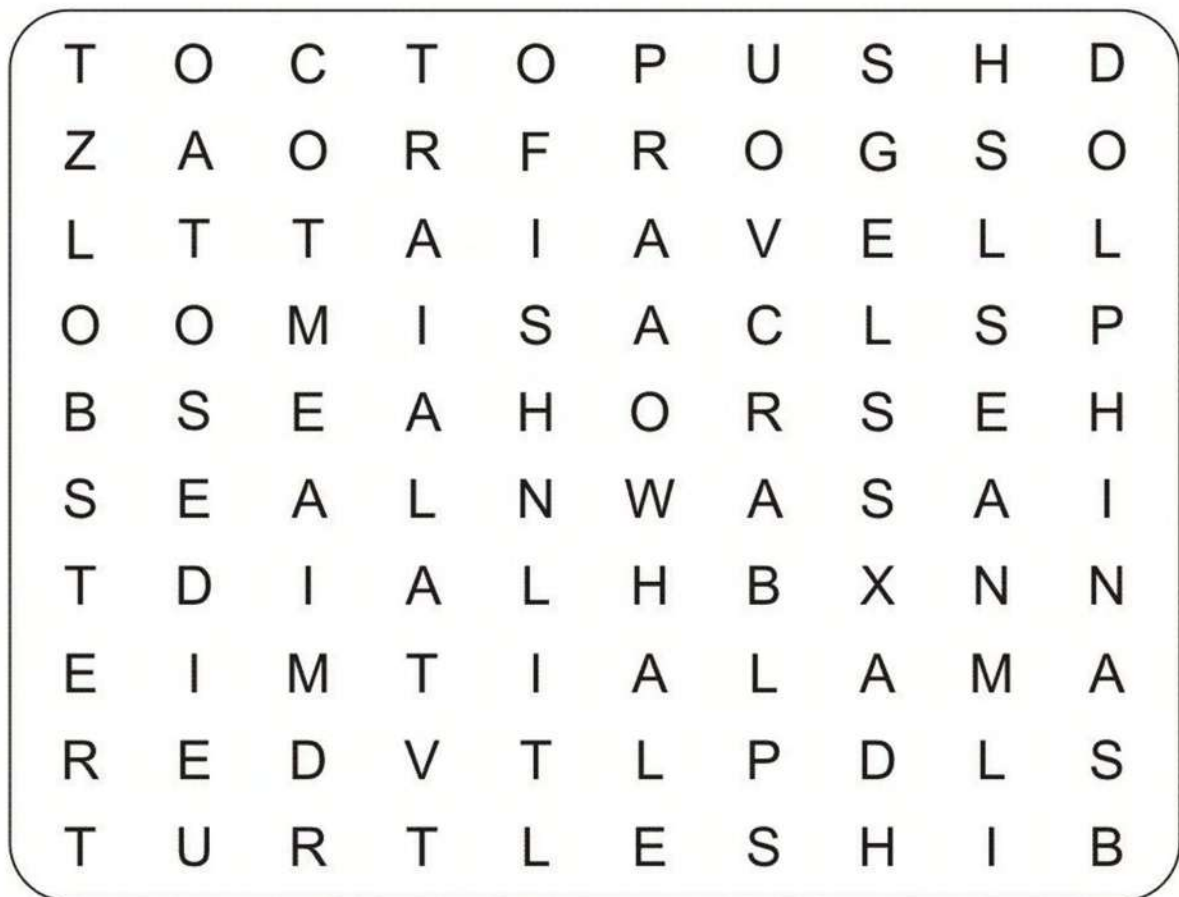 T O C T O P U S H D
Z A O R F R O G S O
L T T A I A V E L L
O O M I S A C L S P
B S E A H O R S E H
S E A L N W A S A I
T D I A L H B X N N
E I M T I A L A M A
R E D V T L P D L S
T U R T L E S H I B